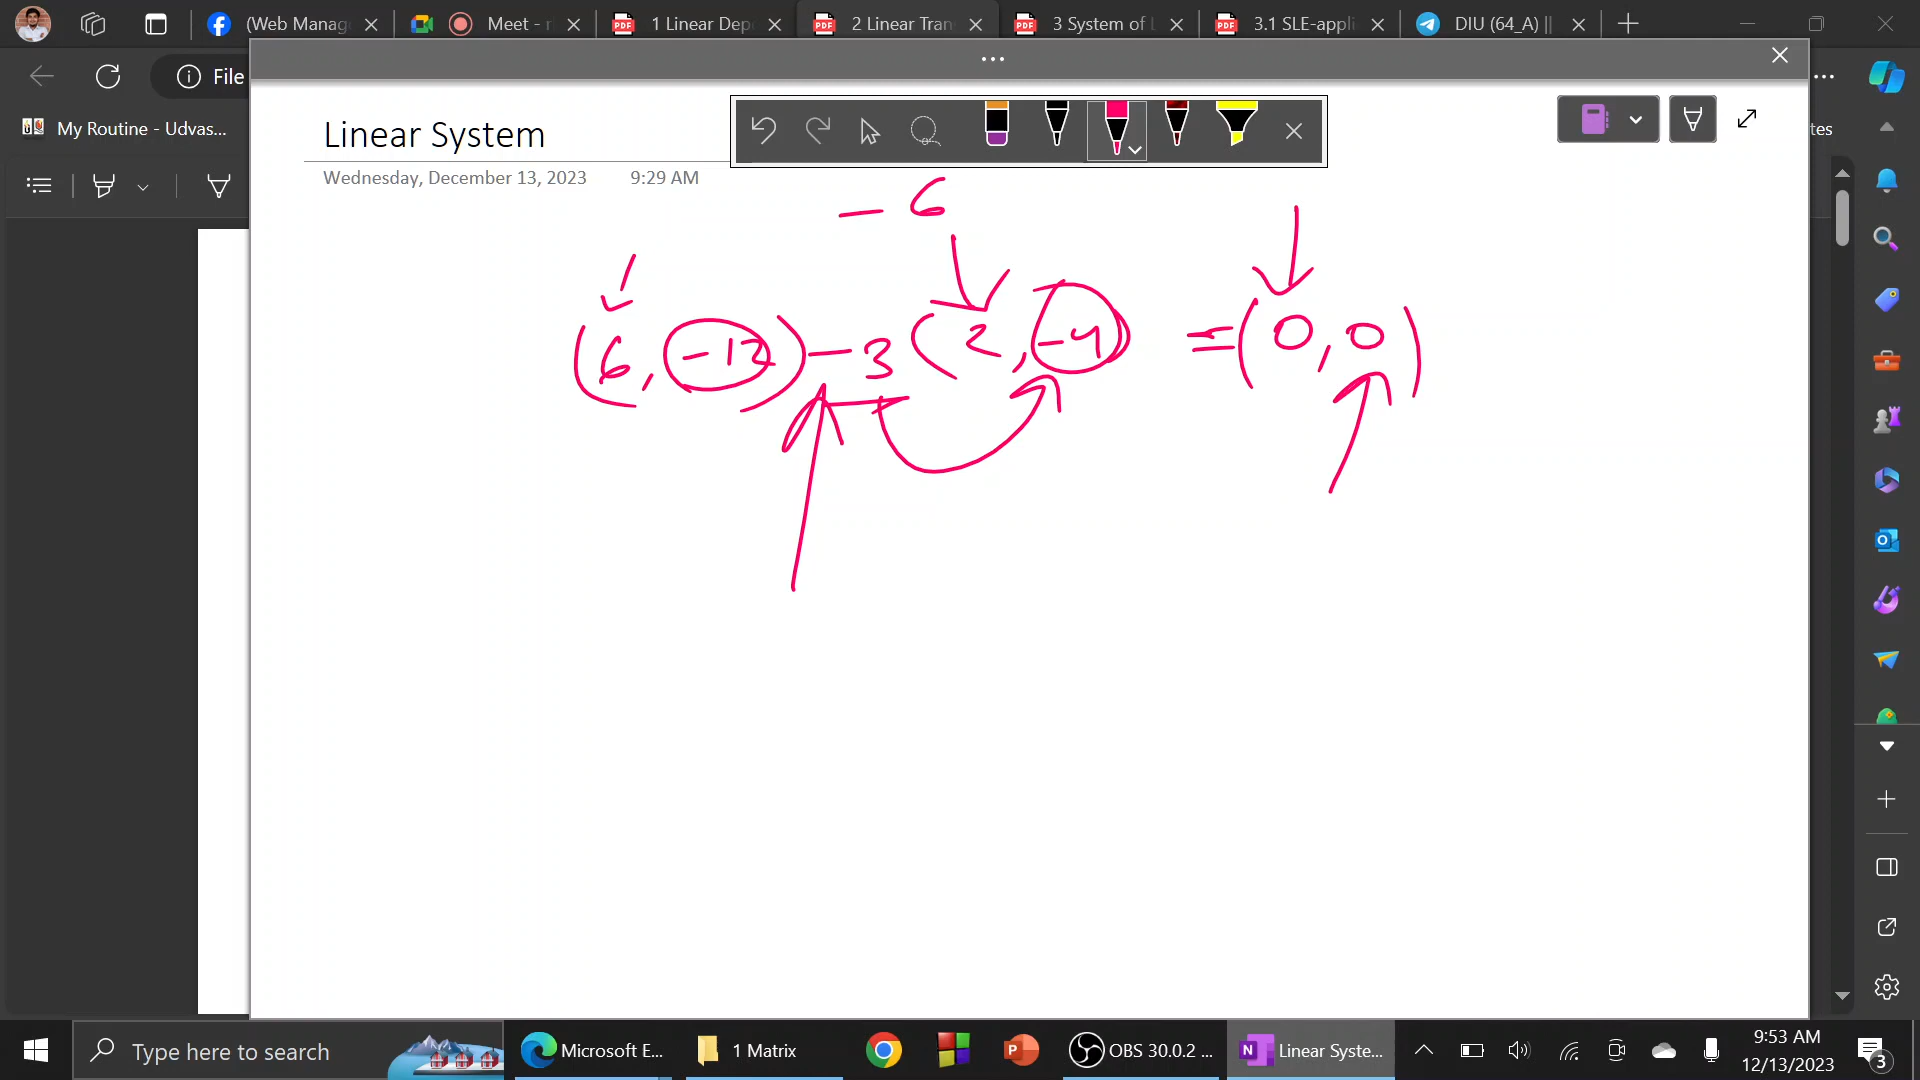 (Web Manag
Meet - r
1 Linear Dep
2 Linear Tran
3 System of L
3.1 SLE-appli
DIU (64_A) ||
File
My Routine - Udvas...
tes
Linear System
Wednesday, December 13, 2023 9:29 AM
- 6
(6, -12) - 3 (2, -4) = (0, 0)
Type here to search
Microsoft E...
1 Matrix
OBS 30.0.2 ...
Linear Syste...
9:53 AM
12/13/2023
3